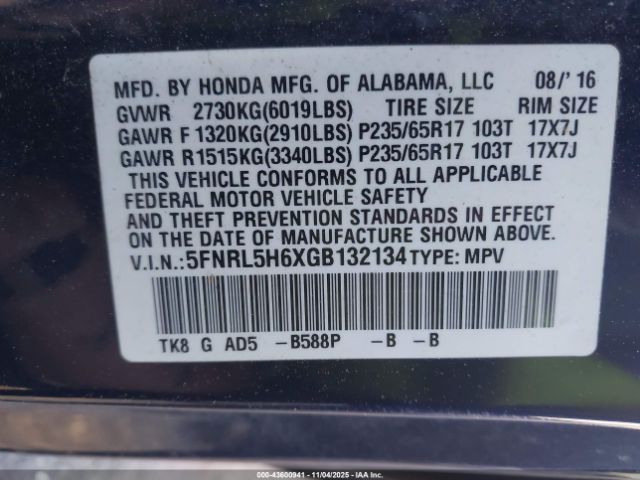 MFD. BY HONDA MFG. OF ALABAMA, LLC 08/'16
GVWR 2730KG(6019LBS) TIRE SIZE RIM SIZE
GAWR F 1320KG(2910LBS) P235/65R17 103T 17X7J
GAWR R1515KG(3340LBS) P235/65R17 103T 17X7J
THIS VEHICLE CONFORMS TO ALL APPLICABLE
FEDERAL MOTOR VEHICLE SAFETY
AND THEFT PREVENTION STANDARDS IN EFFECT
ON THE DATE OF MANUFACTURE SHOWN ABOVE.
V.I.N.:5FNRL5H6XGB132134 TYPE: MPV
TK8 G AD5 -B588P -B -B
00-43600941 - 11/04/2025 - IAAI.COM